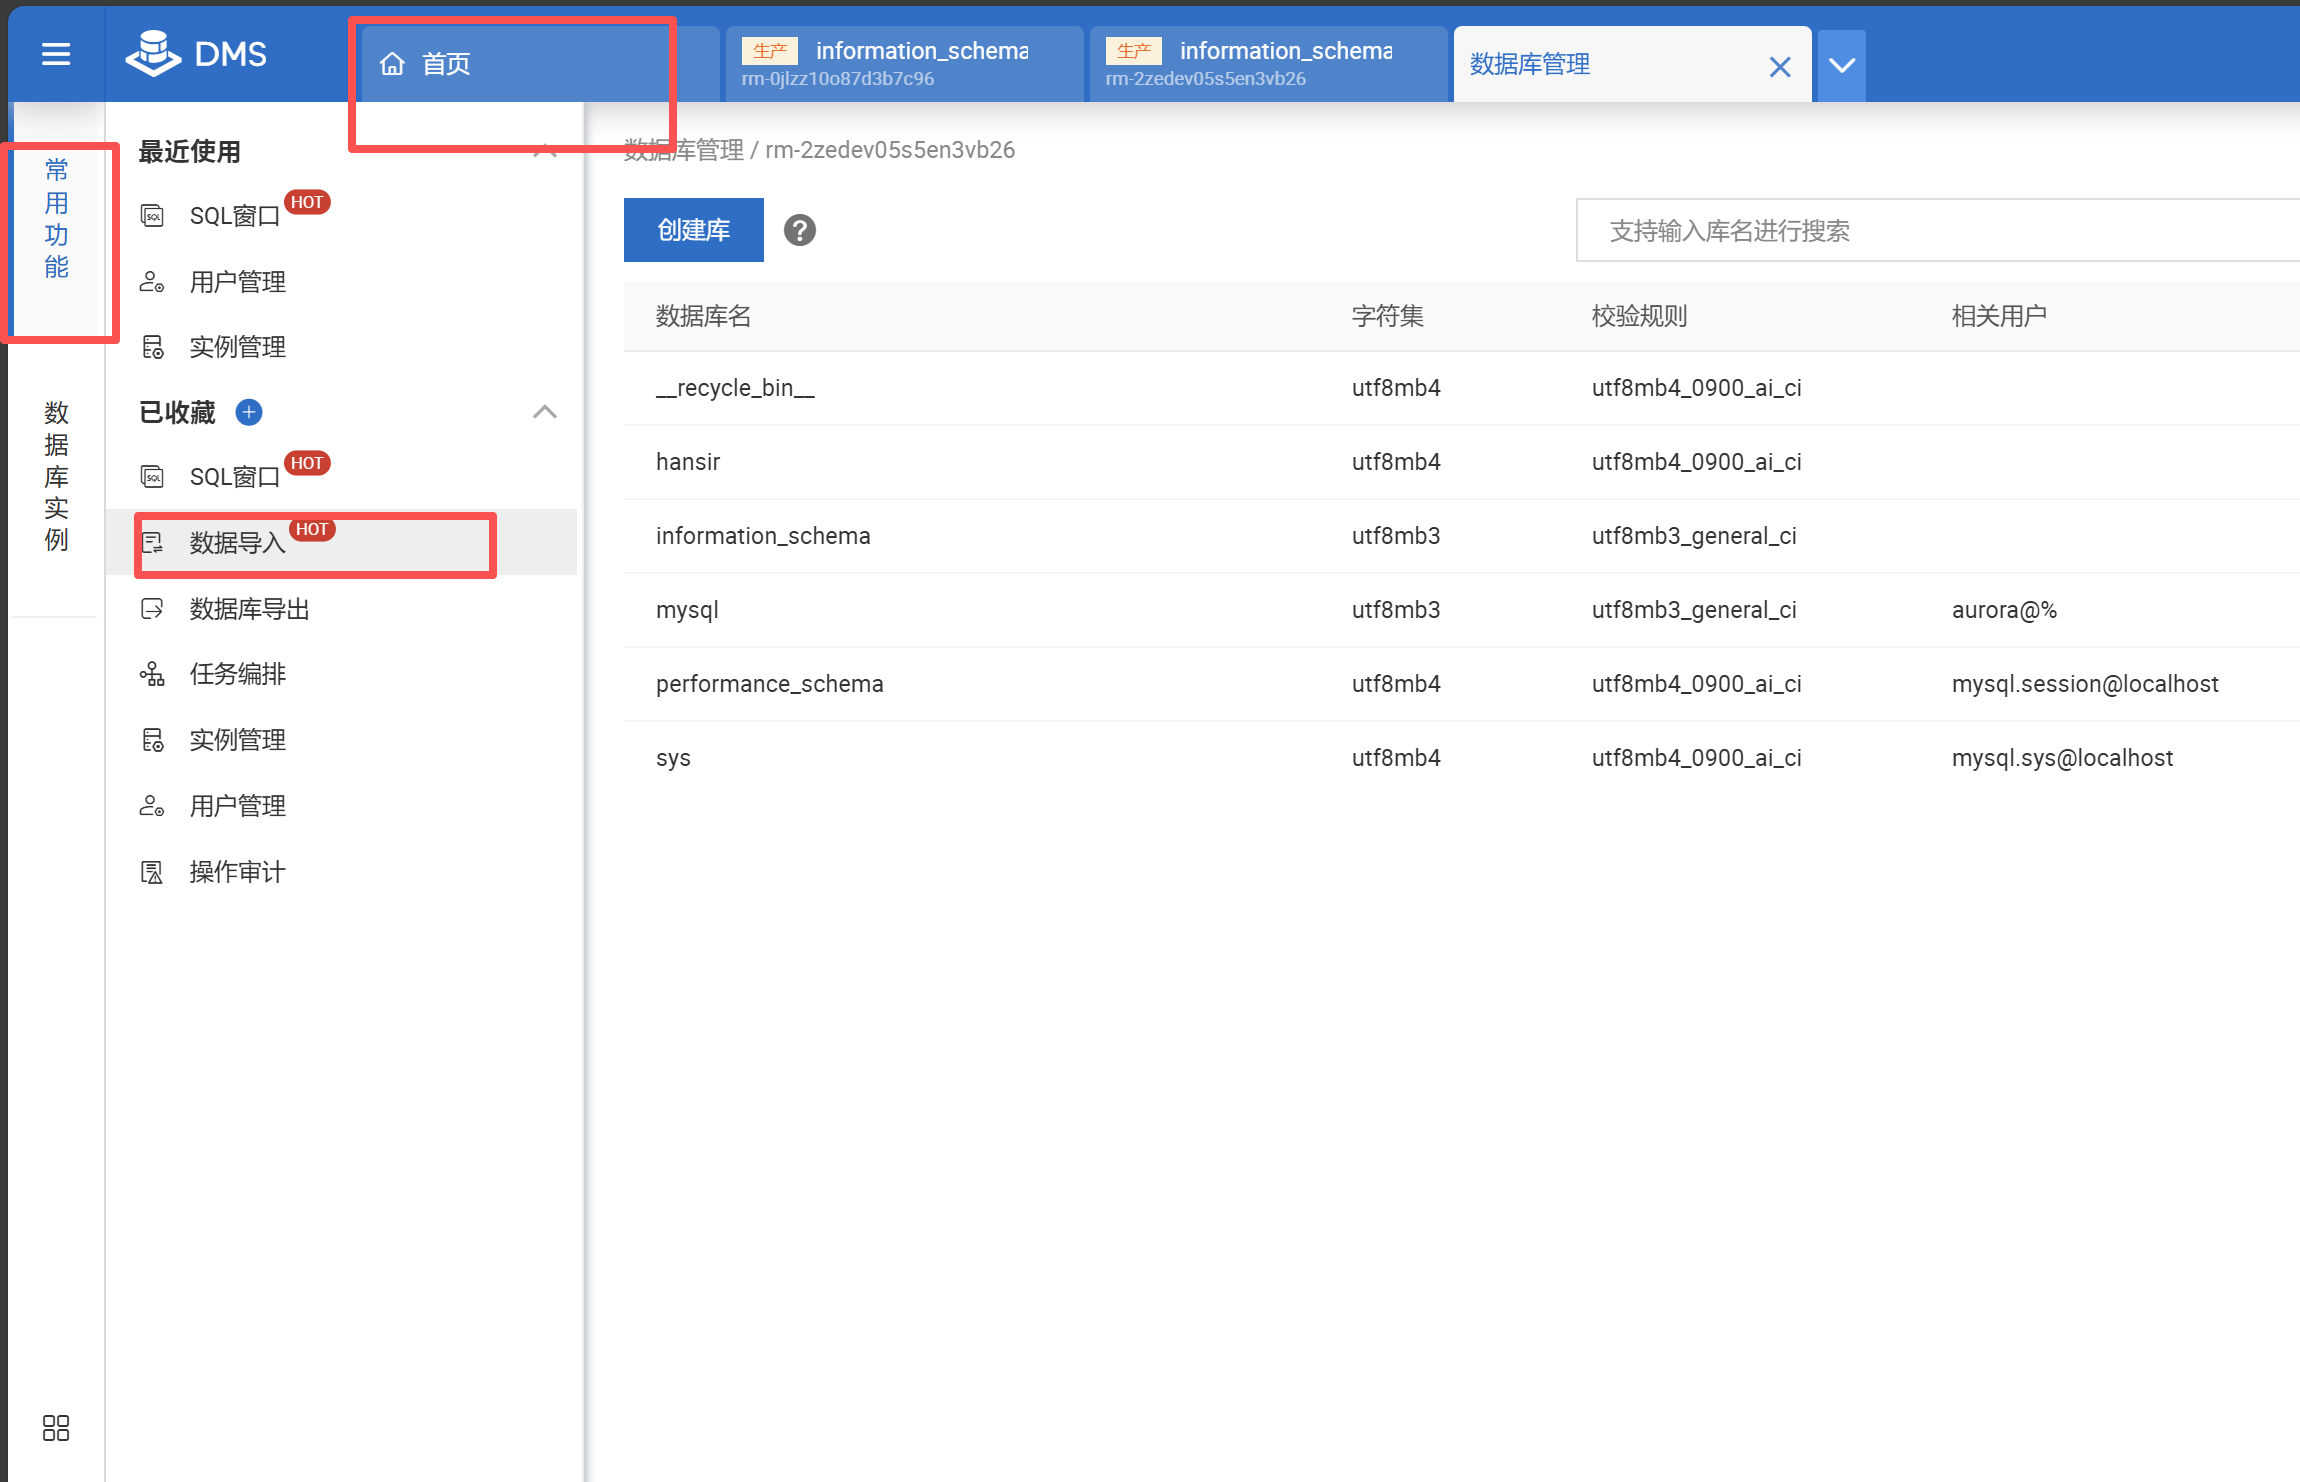 DMS
首页
生产 information_schema
rm-0jlzz10o87d3b7c96
生产 information_schema
rm-2zedev05s5en3vb26
数据库管理
常用功能
数据库实例
最近使用
SQL窗口 HOT
用户管理
实例管理
已收藏
SQL窗口 HOT
数据导入 HOT
数据库导出
任务编排
实例管理
用户管理
操作审计
数据库管理 / rm-2zedev05s5en3vb26
创建库
支持输入库名进行搜索
数据库名 字符集 校验规则 相关用户
__recycle_bin__ utf8mb4 utf8mb4_0900_ai_ci
hansir utf8mb4 utf8mb4_0900_ai_ci
information_schema utf8mb3 utf8mb3_general_ci
mysql utf8mb3 utf8mb3_general_ci aurora@%
performance_schema utf8mb4 utf8mb4_0900_ai_ci mysql.session@localhost
sys utf8mb4 utf8mb4_0900_ai_ci mysql.sys@localhost